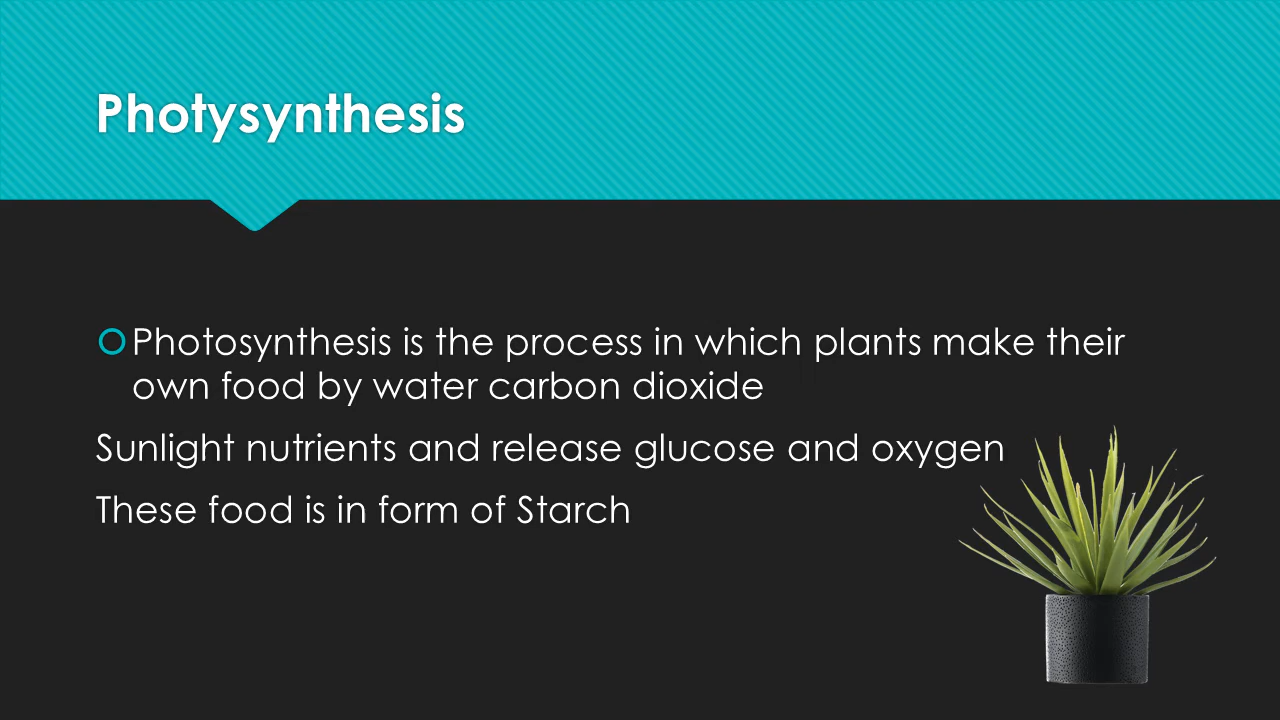 Photysynthesis
Photosynthesis is the process in which plants make their
own food by water carbon dioxide
Sunlight nutrients and release glucose and oxygen
These food is in form of Starch